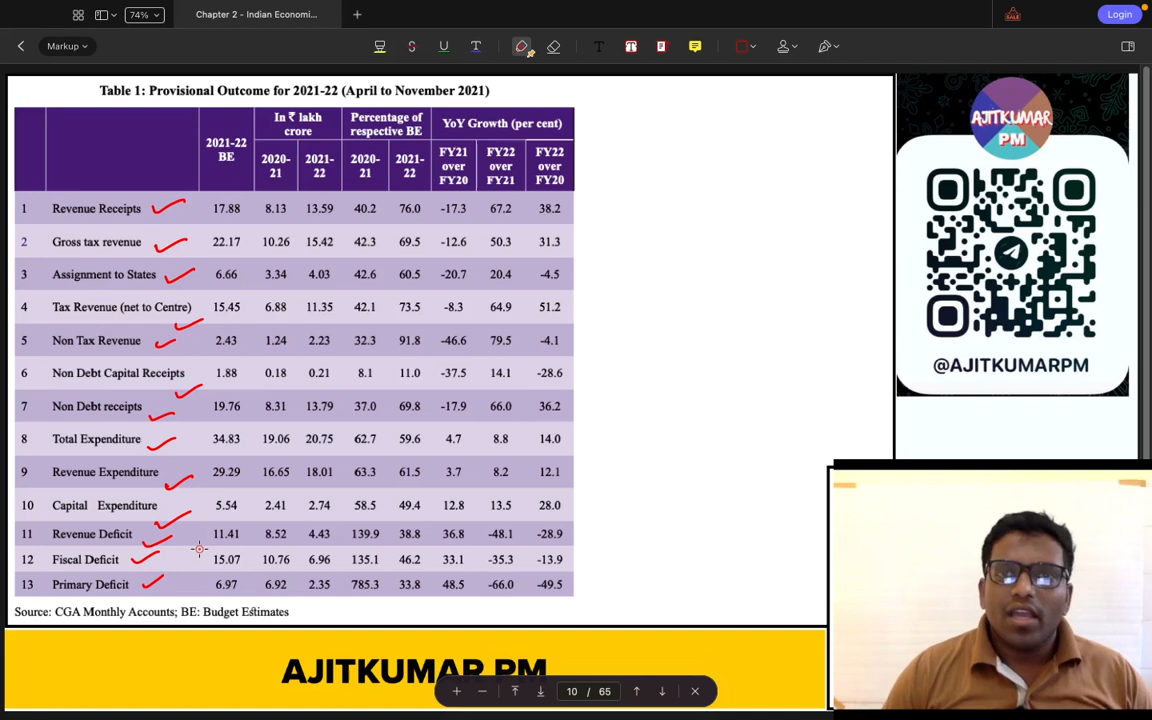 74%
Chapter 2 - Indian Economi...
SALE
Login
Markup
Table 1: Provisional Outcome for 2021-22 (April to November 2021)
2021-22 BE In ₹ lakh crore Percentage of respective BE YoY Growth (per cent)
2020-21 2021-22 2020-21 2021-22 FY21 over FY20 FY22 over FY21 FY22 over FY20
1 Revenue Receipts 17.88 8.13 13.59 40.2 76.0 -17.3 67.2 38.2
2 Gross tax revenue 22.17 10.26 15.42 42.3 69.5 -12.6 50.3 31.3
3 Assignment to States 6.66 3.34 4.03 42.6 60.5 -20.7 20.4 -4.5
4 Tax Revenue (net to Centre) 15.45 6.88 11.35 42.1 73.5 -8.3 64.9 51.2
5 Non Tax Revenue 2.43 1.24 2.23 32.3 91.8 -46.6 79.5 -4.1
6 Non Debt Capital Receipts 1.88 0.18 0.21 8.1 11.0 -37.5 14.1 -28.6
7 Non Debt receipts 19.76 8.31 13.79 37.0 69.8 -17.9 66.0 36.2
8 Total Expenditure 34.83 19.06 20.75 62.7 59.6 4.7 8.8 14.0
9 Revenue Expenditure 29.29 16.65 18.01 63.3 61.5 3.7 8.2 12.1
10 Capital Expenditure 5.54 2.41 2.74 58.5 49.4 12.8 13.5 28.0
11 Revenue Deficit 11.41 8.52 4.43 139.9 38.8 36.8 -48.1 -28.9
12 Fiscal Deficit 15.07 10.76 6.96 135.1 46.2 33.1 -35.3 -13.9
13 Primary Deficit 6.97 6.92 2.35 785.3 33.8 48.5 -66.0 -49.5
Source: CGA Monthly Accounts; BE: Budget Estimates
AJITKUMAR PM
@AJITKUMARPM
AJITKUMAR PM
10 / 65